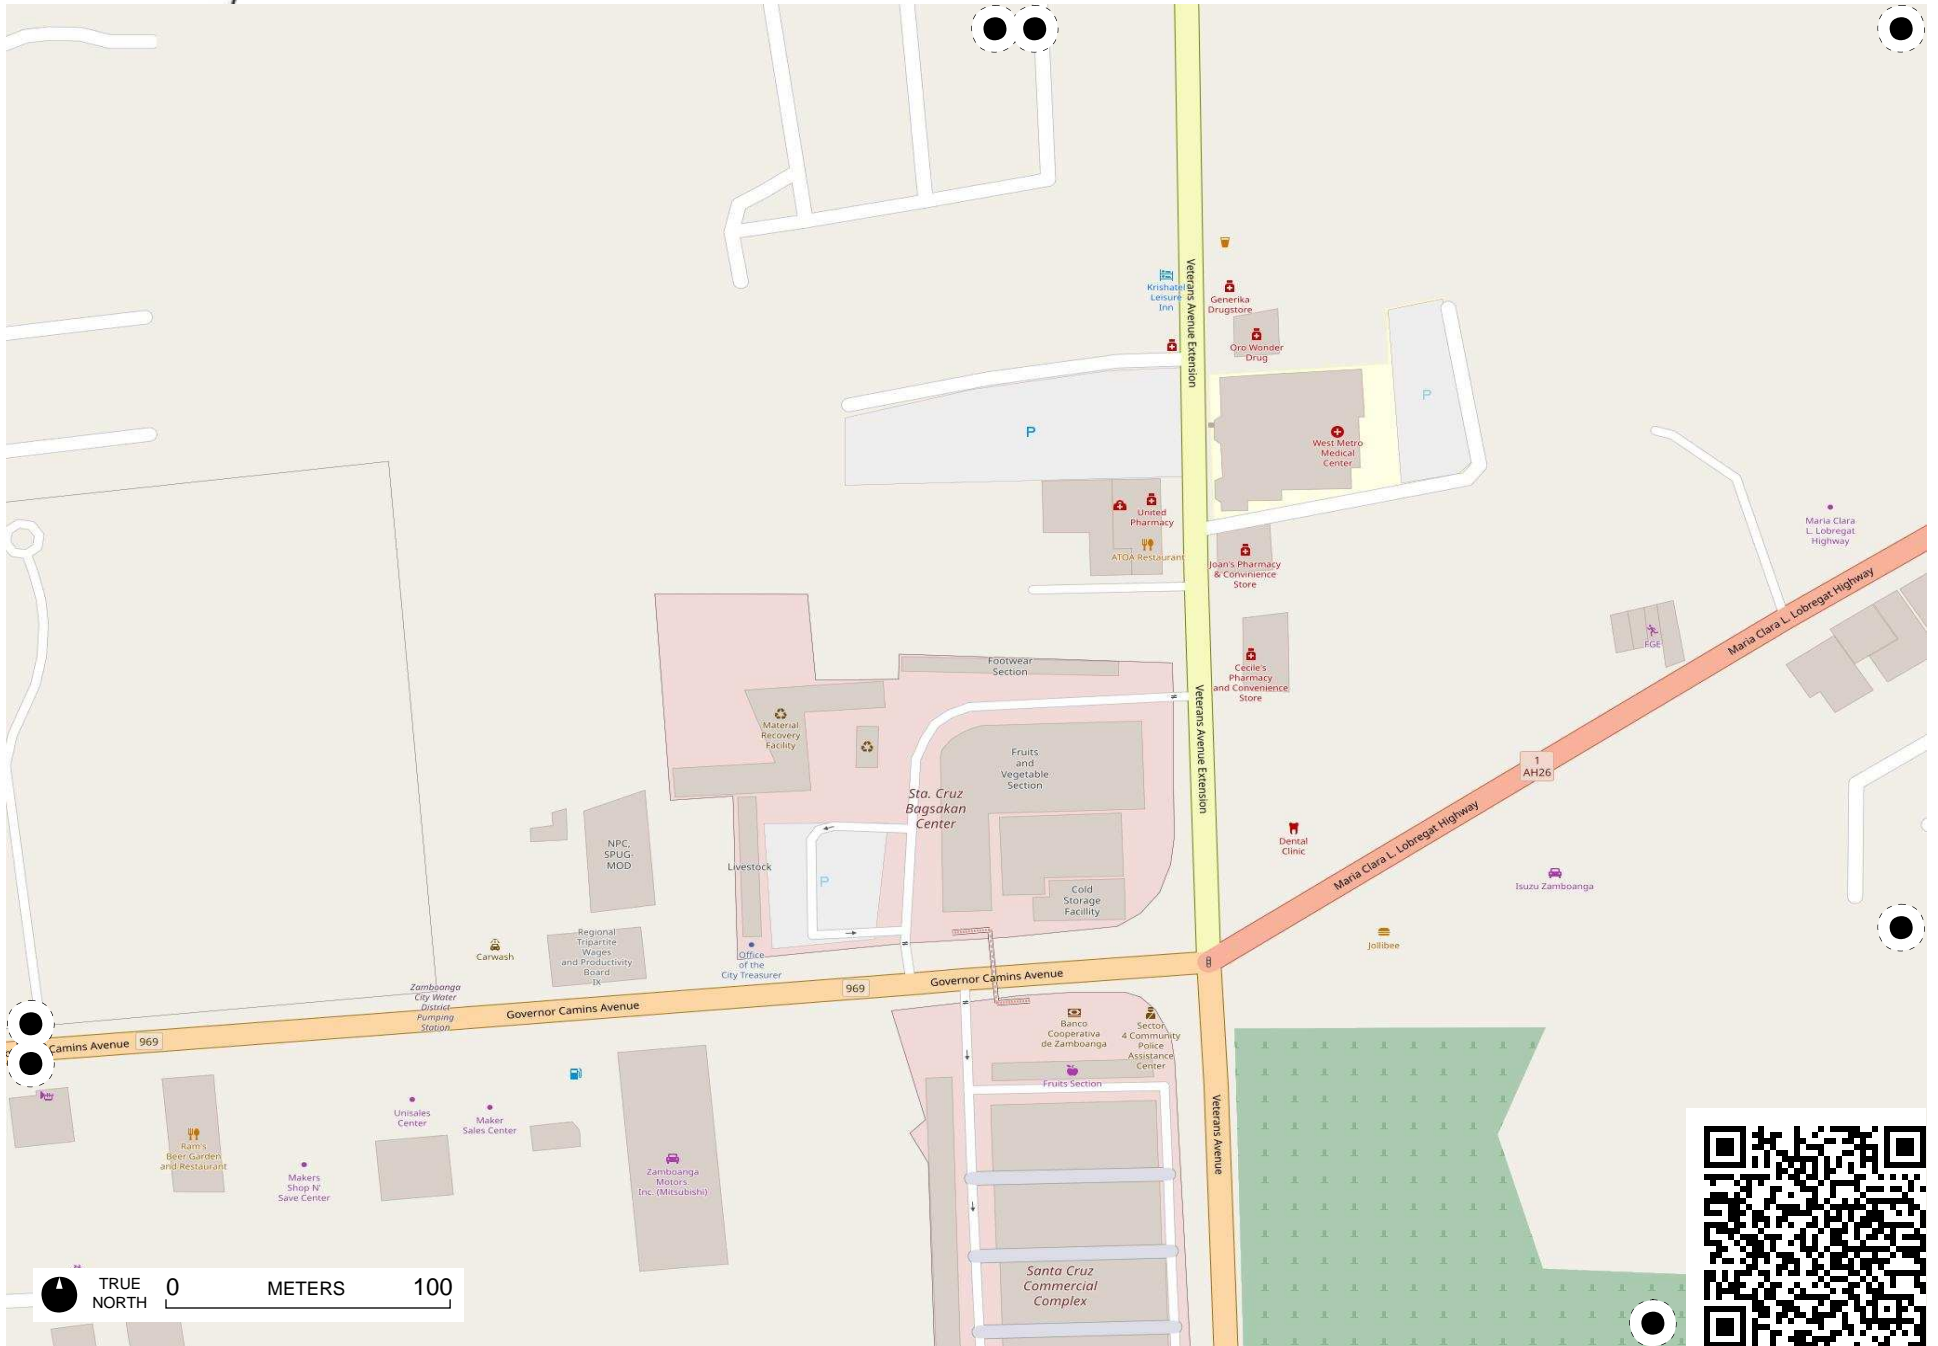 Veterans Avenue Extension
Krishatel
Leisure
Inn
Generika
Drugstore
Oro Wonder
Drug
P
P
West Metro
Medical
Center
United
Pharmacy
ATOA Restaurant
Joan's Pharmacy
& Convinience
Store
Maria Clara
L. Lobregat
Highway
Maria Clara L. Lobregat Highway
FGE
Footwear
Section
Cecile's
Pharmacy
and Convenience
Store
Veterans Avenue Extension
Material
Recovery
Facility
Fruits
and
Vegetable
Section
1
AH26
Sta. Cruz
Bagsakan
Center
NPC,
SPUG-
MOD
Livestock
P
Dental
Clinic
Maria Clara L. Lobregat Highway
Isuzu Zamboanga
Cold
Storage
Facillity
Regional
Tripartite
Wages
and Productivity
Board
IX
Carwash
Office
of the
City Treasurer
Jollibee
Zamboanga
City Water
District
Pumping
Station
969
Governor Camins Avenue
Governor Camins Avenue
Camins Avenue
969
Banco
Cooperativa
de Zamboanga
Sector
4 Community
Police
Assistance
Center
Fruits Section
Unisales
Center
Maker
Sales Center
Ram's
Beer Garden
and Restaurant
Makers
Shop N'
Save Center
Zamboanga
Motors
Inc. (Mitsubishi)
Veterans Avenue
Santa Cruz
Commercial
Complex
TRUE
NORTH
0 METERS 100